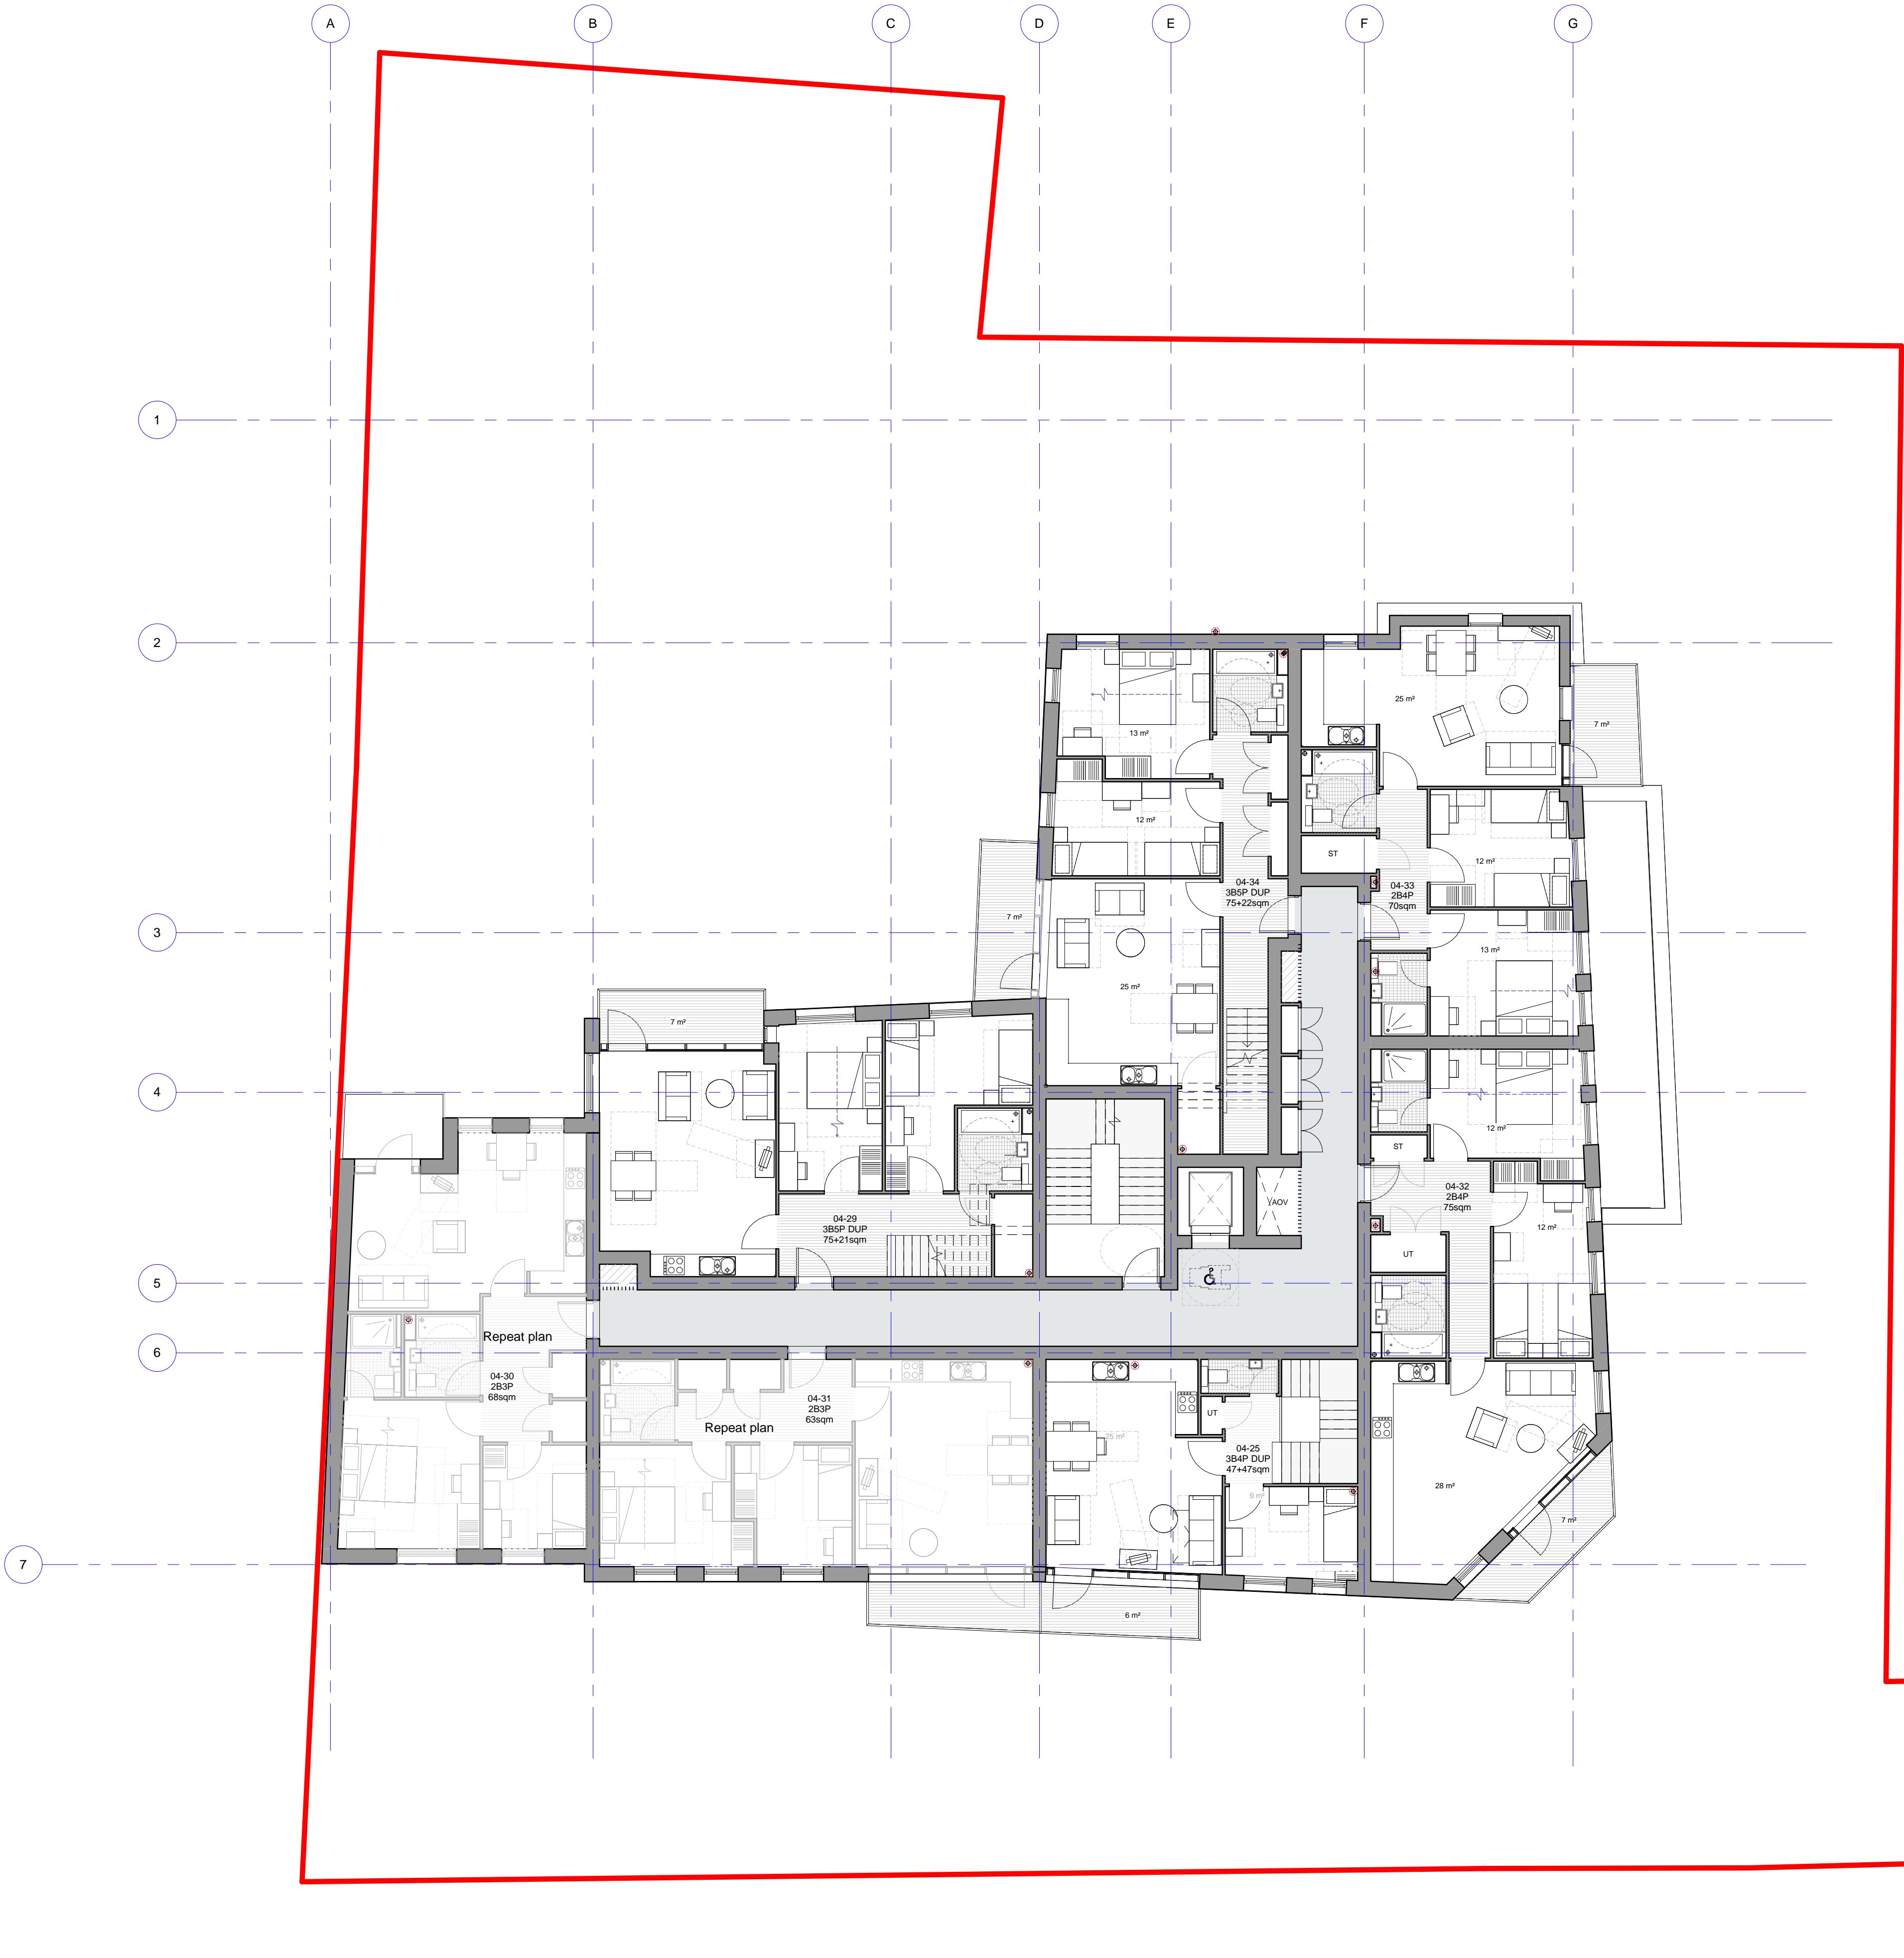 A
B
C
D
E
F
G
1
2
25 m²
7 m²
13 m²
12 m²
ST
12 m²
04-34
3B5P DUP
75+22sqm
04-33
2B4P
70sqm
7 m²
3
13 m²
25 m²
7 m²
4
12 m²
ST
04-32
2B4P
75sqm
AOV
04-29
3B5P DUP
75+21sqm
12 m²
UT
5
Repeat plan
6
04-30
2B3P
68sqm
04-31
2B3P
63sqm
Repeat plan
UT
25 m²
04-25
3B4P DUP
47+47sqm
28 m²
9 m²
7 m²
7
6 m²